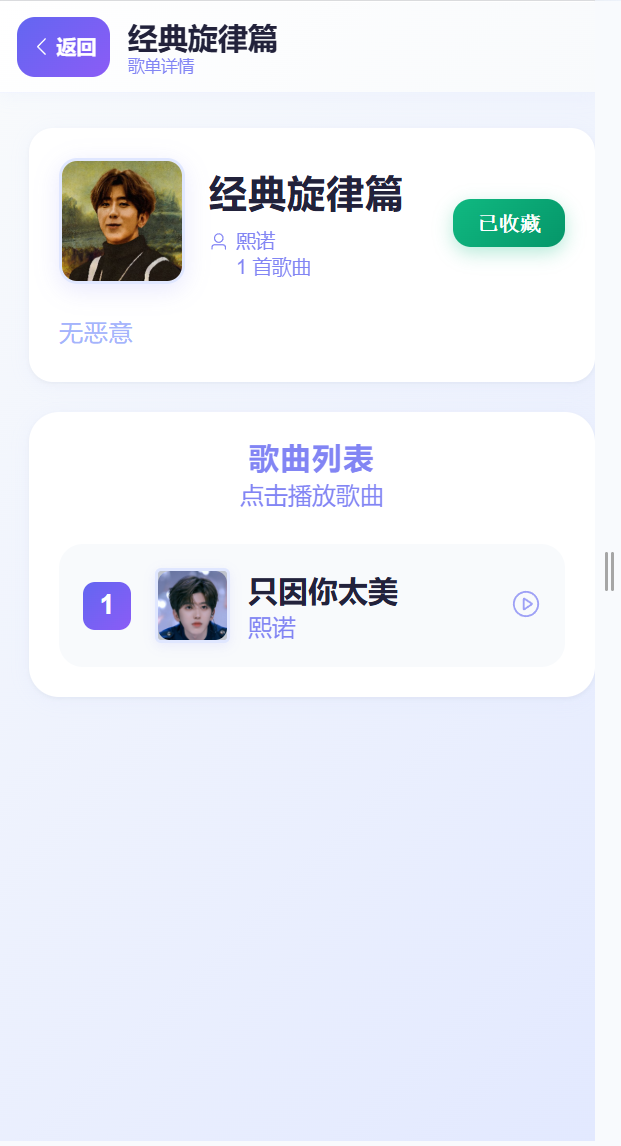 返回
经典旋律篇
歌单详情
经典旋律篇
已收藏
熙诺
1 首歌曲
无恶意
歌曲列表
点击播放歌曲
1
只因你太美
熙诺